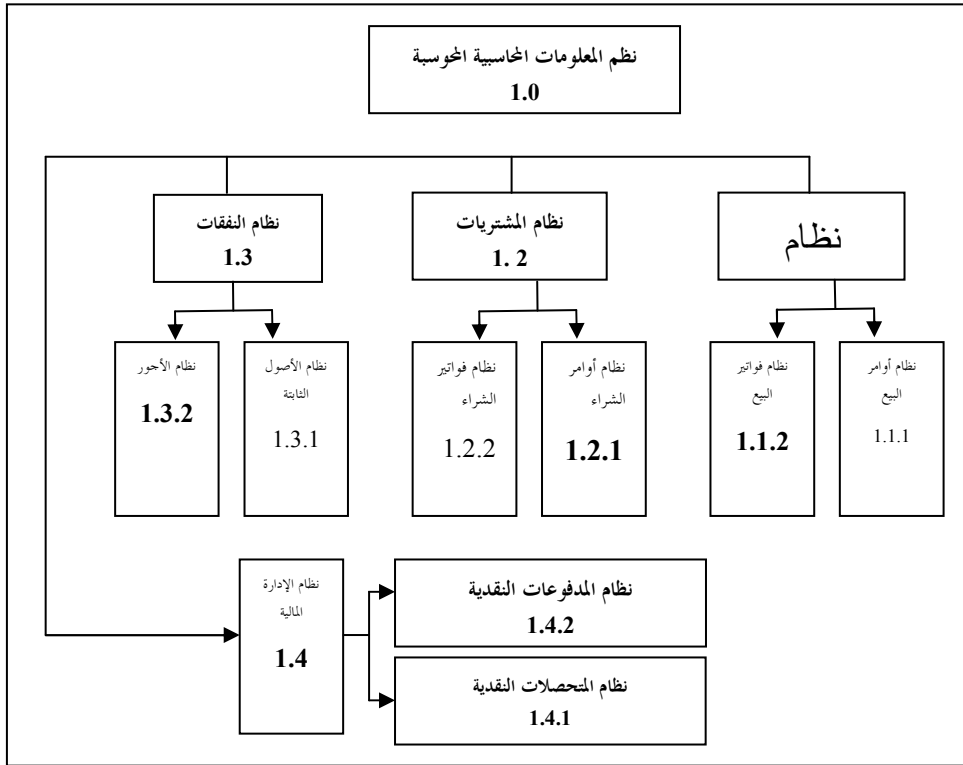 نظم المعلومات المحاسبية المحوسبة
1.0
نظام
نظام المشتريات
1. 2
نظام النفقات
1.3
نظام أوامر
البيع
1.1.1
نظام فواتير
البيع
1.1.2
نظام أوامر
الشراء
1.2.1
نظام فواتير
الشراء
1.2.2
نظام الأصول
الثابتة
1.3.1
نظام الأجور
1.3.2
نظام الإدارة
المالية
1.4
نظام المدفوعات النقدية
1.4.2
نظام المتحصلات النقدية
1.4.1